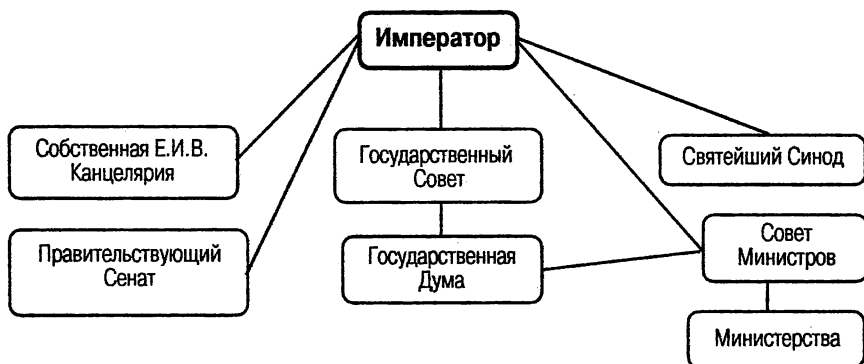 Император
Собственная Е.И.В.
Канцелярия
Государственный
Совет
Святейший Синод
Правительствующий
Сенат
Государственная
Дума
Совет
Министров
Министерства